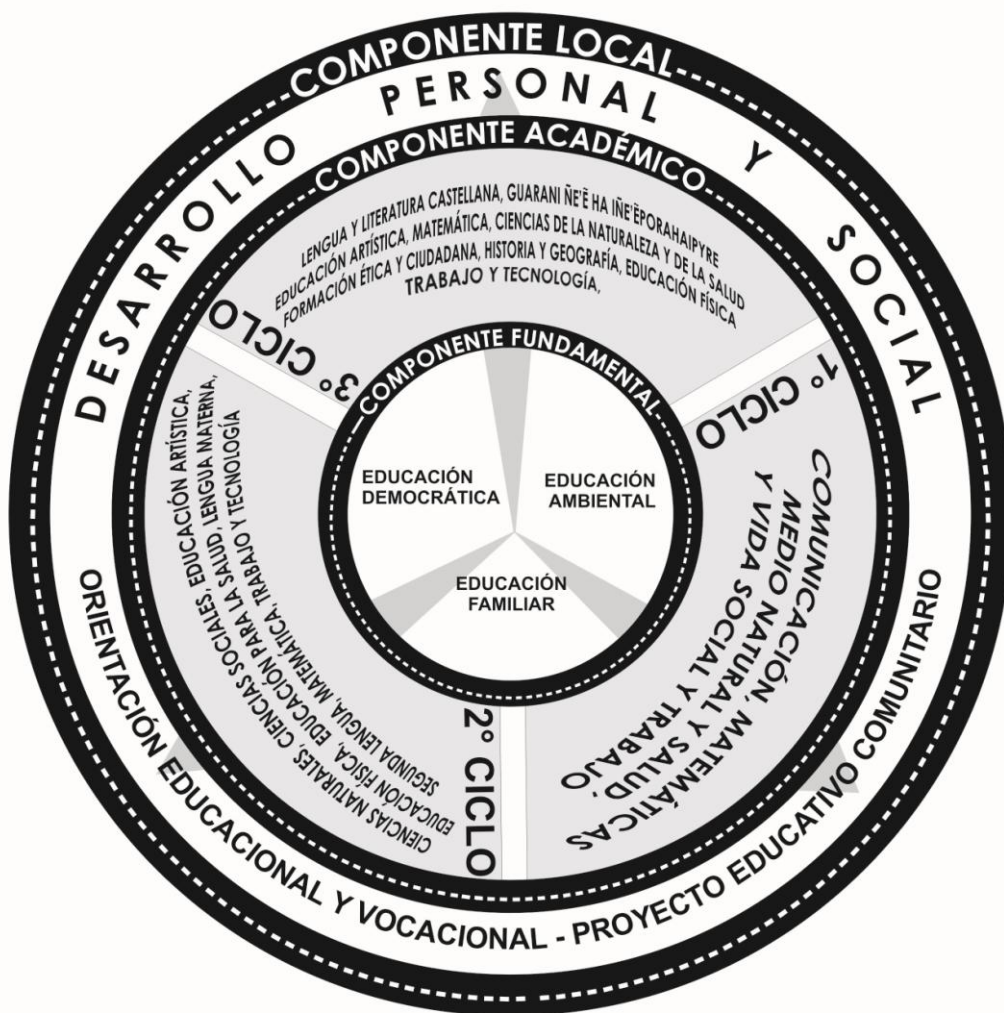 COMPONENTE LOCAL
DESARROLLO PERSONAL Y SOCIAL
COMPONENTE ACADÉMICO
LENGUA Y LITERATURA CASTELLANA, GUARANI ÑE'Ẽ HA IÑE'ẼPORAHAIPYRE
EDUCACIÓN ARTÍSTICA, MATEMÁTICA, CIENCIAS DE LA NATURALEZA Y DE LA SALUD
FORMACIÓN ÉTICA Y CIUDADANA, HISTORIA Y GEOGRAFÍA, EDUCACIÓN FÍSICA
TRABAJO Y TECNOLOGÍA,
3° CICLO
1° CICLO
COMUNICACIÓN, MATEMÁTICAS
MEDIO NATURAL Y SALUD,
Y VIDA SOCIAL Y TRABAJO
2° CICLO
CIENCIAS NATURALES, CIENCIAS SOCIALES, EDUCACIÓN ARTÍSTICA,
EDUCACIÓN FÍSICA, EDUCACIÓN PARA LA SALUD, LENGUA MATERNA,
SEGUNDA LENGUA, MATEMÁTICA, TRABAJO Y TECNOLOGÍA
COMPONENTE FUNDAMENTAL
EDUCACIÓN
DEMOCRÁTICA
EDUCACIÓN
AMBIENTAL
EDUCACIÓN
FAMILIAR
ORIENTACIÓN EDUCACIONAL Y VOCACIONAL - PROYECTO EDUCATIVO COMUNITARIO